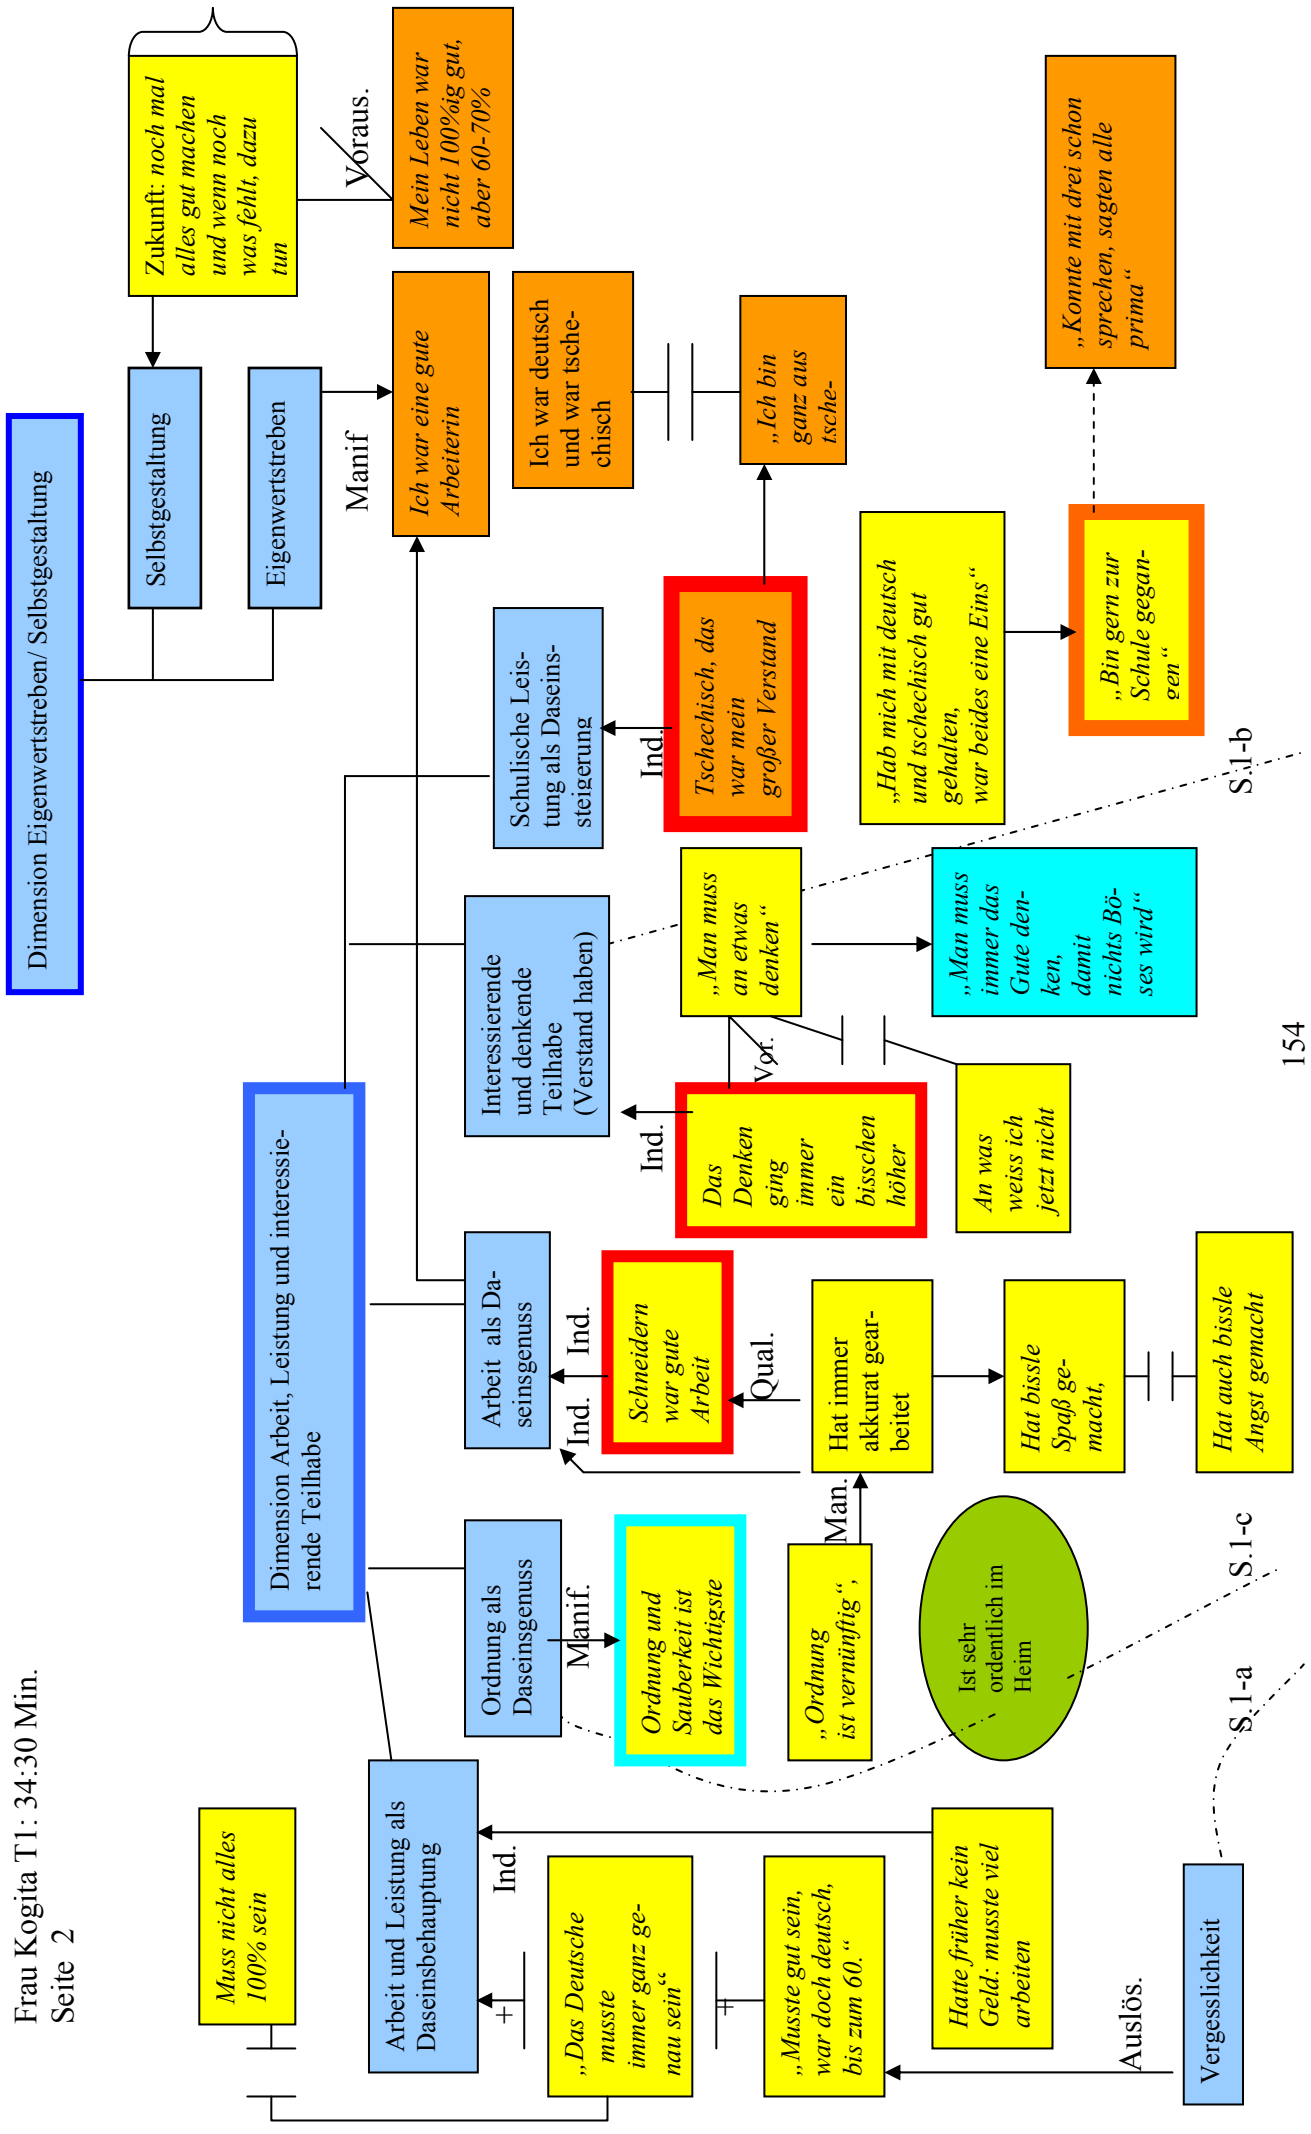 Frau Kogita T1: 34:30 Min.
Seite  2
Dimension Eigenwertstreben/ Selbstgestaltung
Selbstgestaltung
Eigenwertstreben
Zukunft: noch mal
alles gut machen
und wenn noch
was fehlt, dazu
tun
Voraus.
Mein Leben war
nicht 100%ig gut,
aber 60-70%
Manif
Ich war eine gute
Arbeiterin
Ich war deutsch
und war tsche-
chisch
„Ich bin
ganz aus
tsche-
Dimension Arbeit, Leistung und interessie-
rende Teilhabe
Muss nicht alles
100% sein
Arbeit und Leistung als
Daseinsbehauptung
+
Ind.
„Das Deutsche
musste
immer ganz ge-
nau sein“
+
„Musste gut sein,
war doch deutsch,
bis zum 60.“
Hatte früher kein
Geld: musste viel
arbeiten
Auslös.
Vergesslichkeit
S.1-a
Ordnung als
Daseinsgenuss
Manif.
Ordnung und
Sauberkeit ist
das Wichtigste
„Ordnung
ist vernünftig“,
Man.
Ist sehr
ordentlich im
Heim
S.1-c
Arbeit  als Da-
seinsgenuss
Ind.
Ind.
Schneidern
war gute
Arbeit
Qual.
Hat immer
akkurat gear-
beitet
Hat bissle
Spaß ge-
macht,
Hat auch bissle
Angst gemacht
Interessierende
und denkende
Teilhabe
(Verstand haben)
Ind.
Das
Denken
ging
immer
ein
bisschen
höher
Vor.
„Man muss
an etwas
denken“
An was
weiss ich
jetzt nicht
„Man muss
immer das
Gute den-
ken,
damit
nichts Bö-
ses wird“
S.1-b
Schulische Leis-
tung als Daseins-
steigerung
Ind.
Tschechisch, das
war mein
großer Verstand
„Hab mich mit deutsch
und tschechisch gut
gehalten,
war beides eine Eins“
„Bin gern zur
Schule gegan-
gen“
„Konnte mit drei schon
sprechen, sagten alle
prima“
154